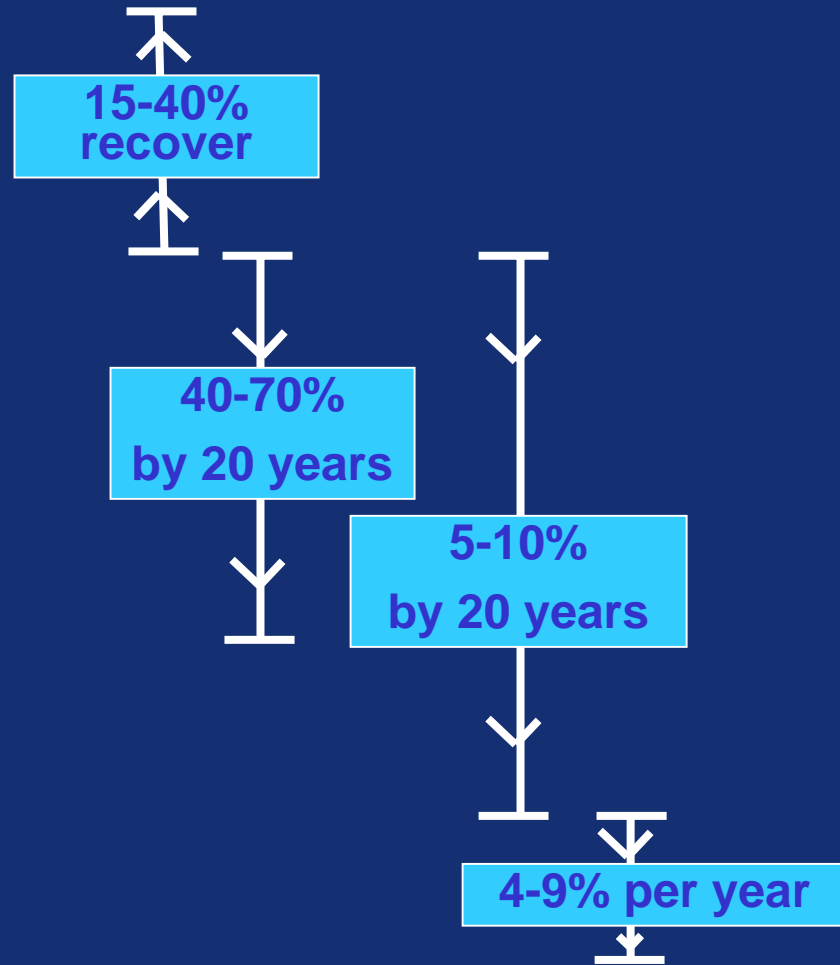 15-40%
recover
40-70%
by 20 years
5-10%
by 20 years
4-9% per year